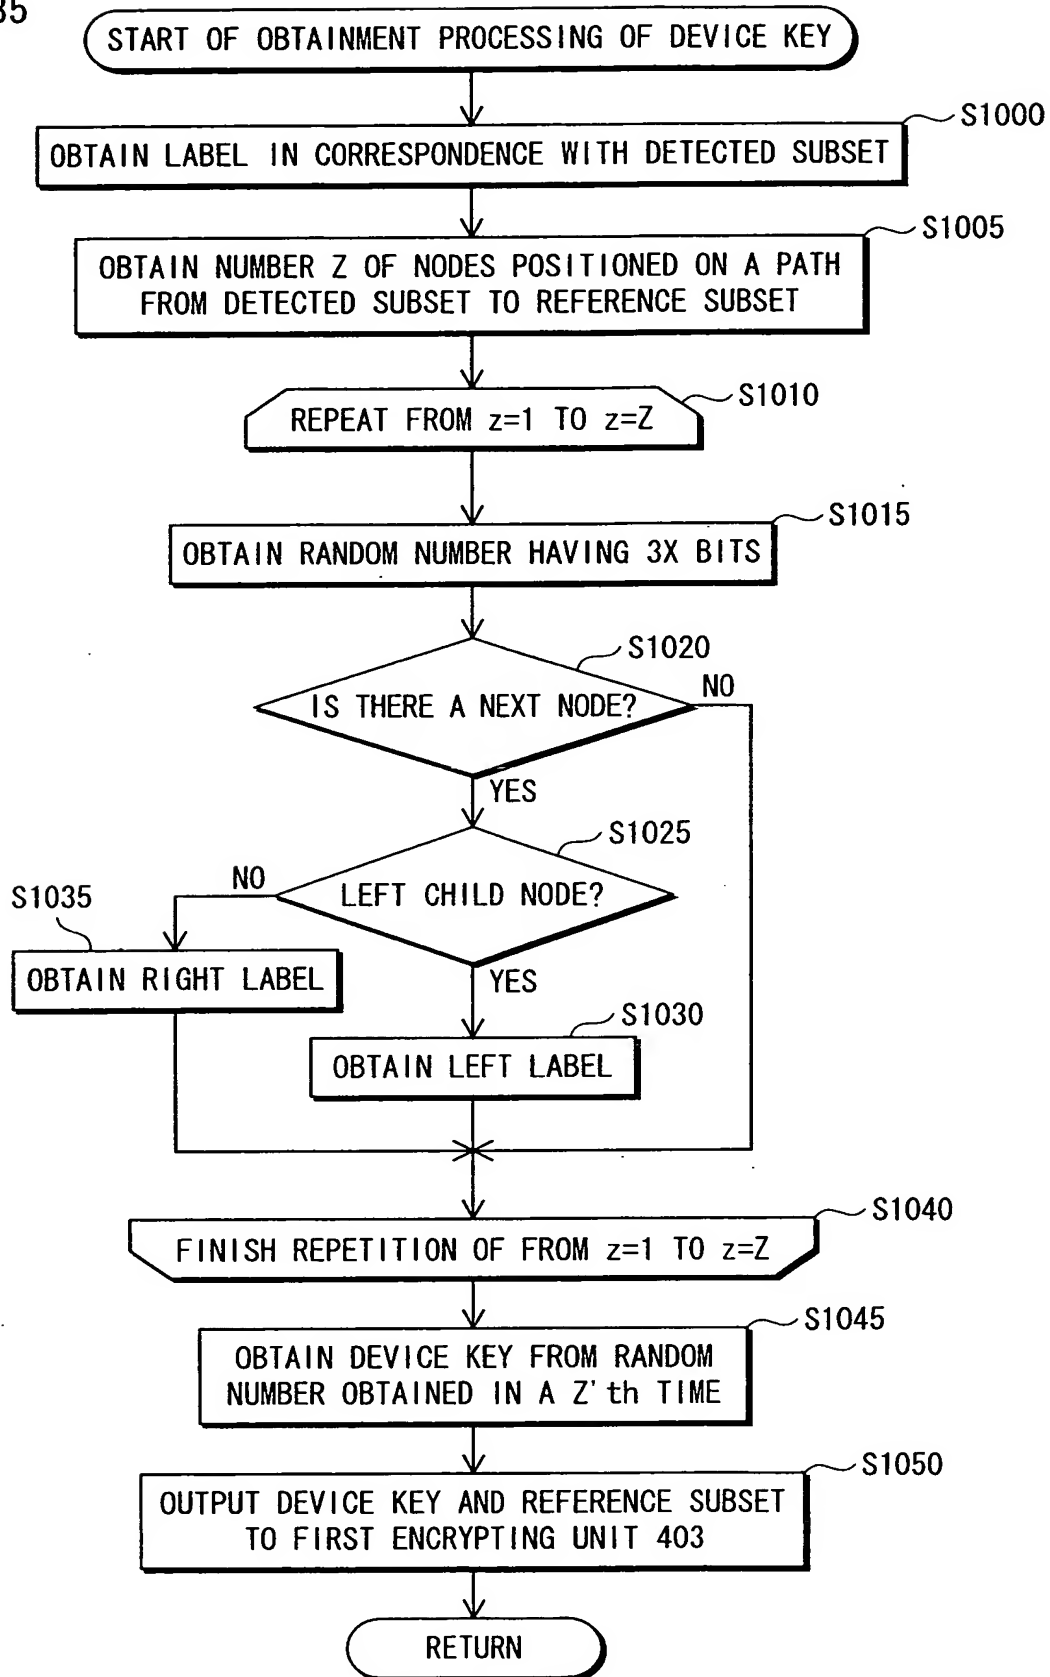 35
START OF OBTAINMENT PROCESSING OF DEVICE KEY
S1000
OBTAIN LABEL IN CORRESPONDENCE WITH DETECTED SUBSET
S1005
OBTAIN NUMBER Z OF NODES POSITIONED ON A PATH
FROM DETECTED SUBSET TO REFERENCE SUBSET
S1010
REPEAT FROM z=1 TO z=Z
S1015
OBTAIN RANDOM NUMBER HAVING 3X BITS
S1020
IS THERE A NEXT NODE?
NO
YES
S1025
LEFT CHILD NODE?
NO
S1035
OBTAIN RIGHT LABEL
YES
S1030
OBTAIN LEFT LABEL
S1040
FINISH REPETITION OF FROM z=1 TO z=Z
S1045
OBTAIN DEVICE KEY FROM RANDOM
NUMBER OBTAINED IN A Z'th TIME
S1050
OUTPUT DEVICE KEY AND REFERENCE SUBSET
TO FIRST ENCRYPTING UNIT 403
RETURN